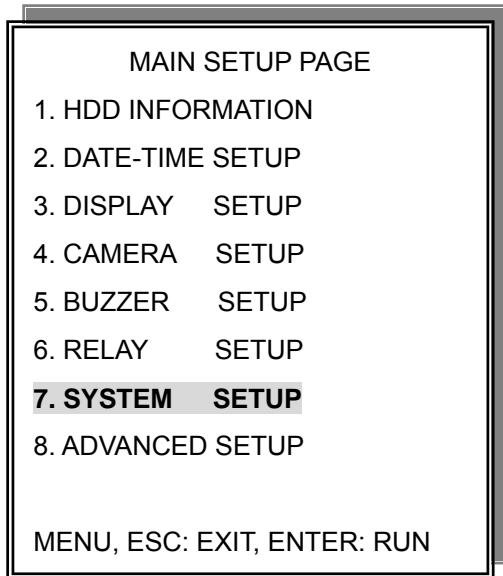 MAIN SETUP PAGE
1. HDD INFORMATION
2. DATE-TIME SETUP
3. DISPLAY SETUP
4. CAMERA SETUP
5. BUZZER SETUP
6. RELAY SETUP
7. SYSTEM SETUP
8. ADVANCED SETUP
MENU, ESC: EXIT, ENTER: RUN